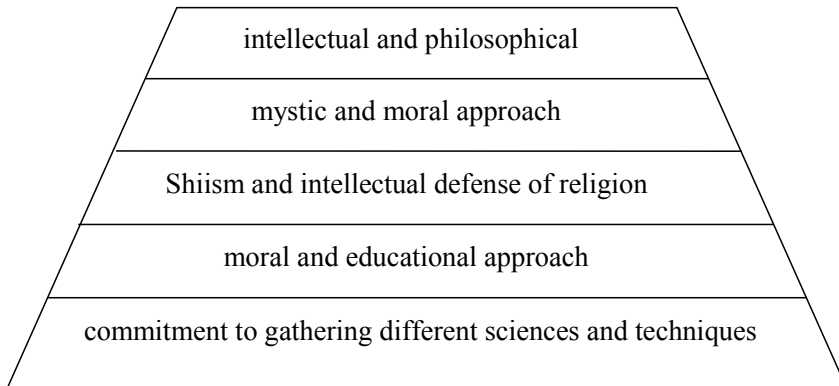 intellectual and philosophical
mystic and moral approach
Shiism and intellectual defense of religion
moral and educational approach
commitment to gathering different sciences and techniques